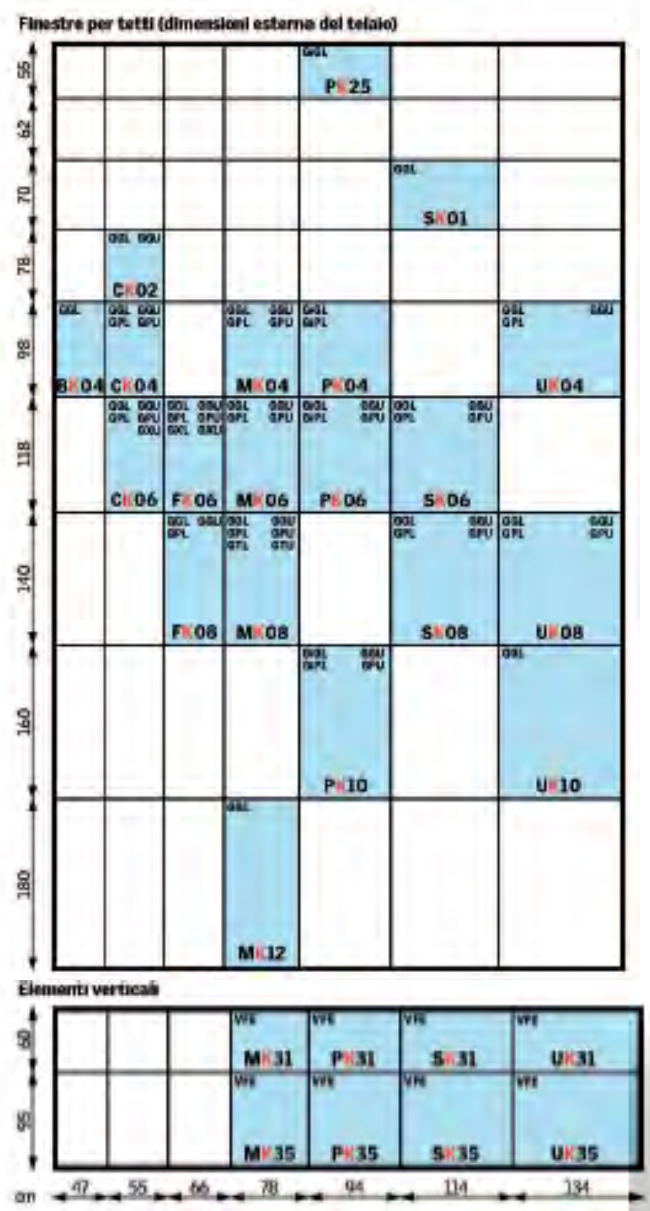 Finestre per tetti (dimensioni esterne del telaio)
55
GGL
PK25
62
70
GGL
SK01
78
GGL GGU
CK02
98
GGL
BK04
GGL GGU
GPL GPU
CK04
GGL GGU
GPL GPU
MK04
GGL
GPL
PK04
GGL GGU
GPL
UK04
118
GGL GGU
GPL GPU
GXU
CK06
GGL GGU
GPL GPU
GXL GXU
FK06
GGL GGU
GPL GPU
MK06
GGL GGU
GPL GPU
PK06
GGL GGU
GPL GPU
SK06
140
GGL GGU
GPL
FK08
GGL GGU
GPL GPU
GTL GTU
MK08
GGL GGU
GPL GPU
SK08
GGL GGU
GPL GPU
UK08
160
GGL GGU
GPL GPU
PK10
GGL
UK10
180
GGL
MK12
Elementi verticali
60
VFE
MK31
VFE
PK31
VFE
SK31
VFE
UK31
95
VFE
MK35
VFE
PK35
VFE
SK35
VFE
UK35
cm 47 55 66 78 94 114 134